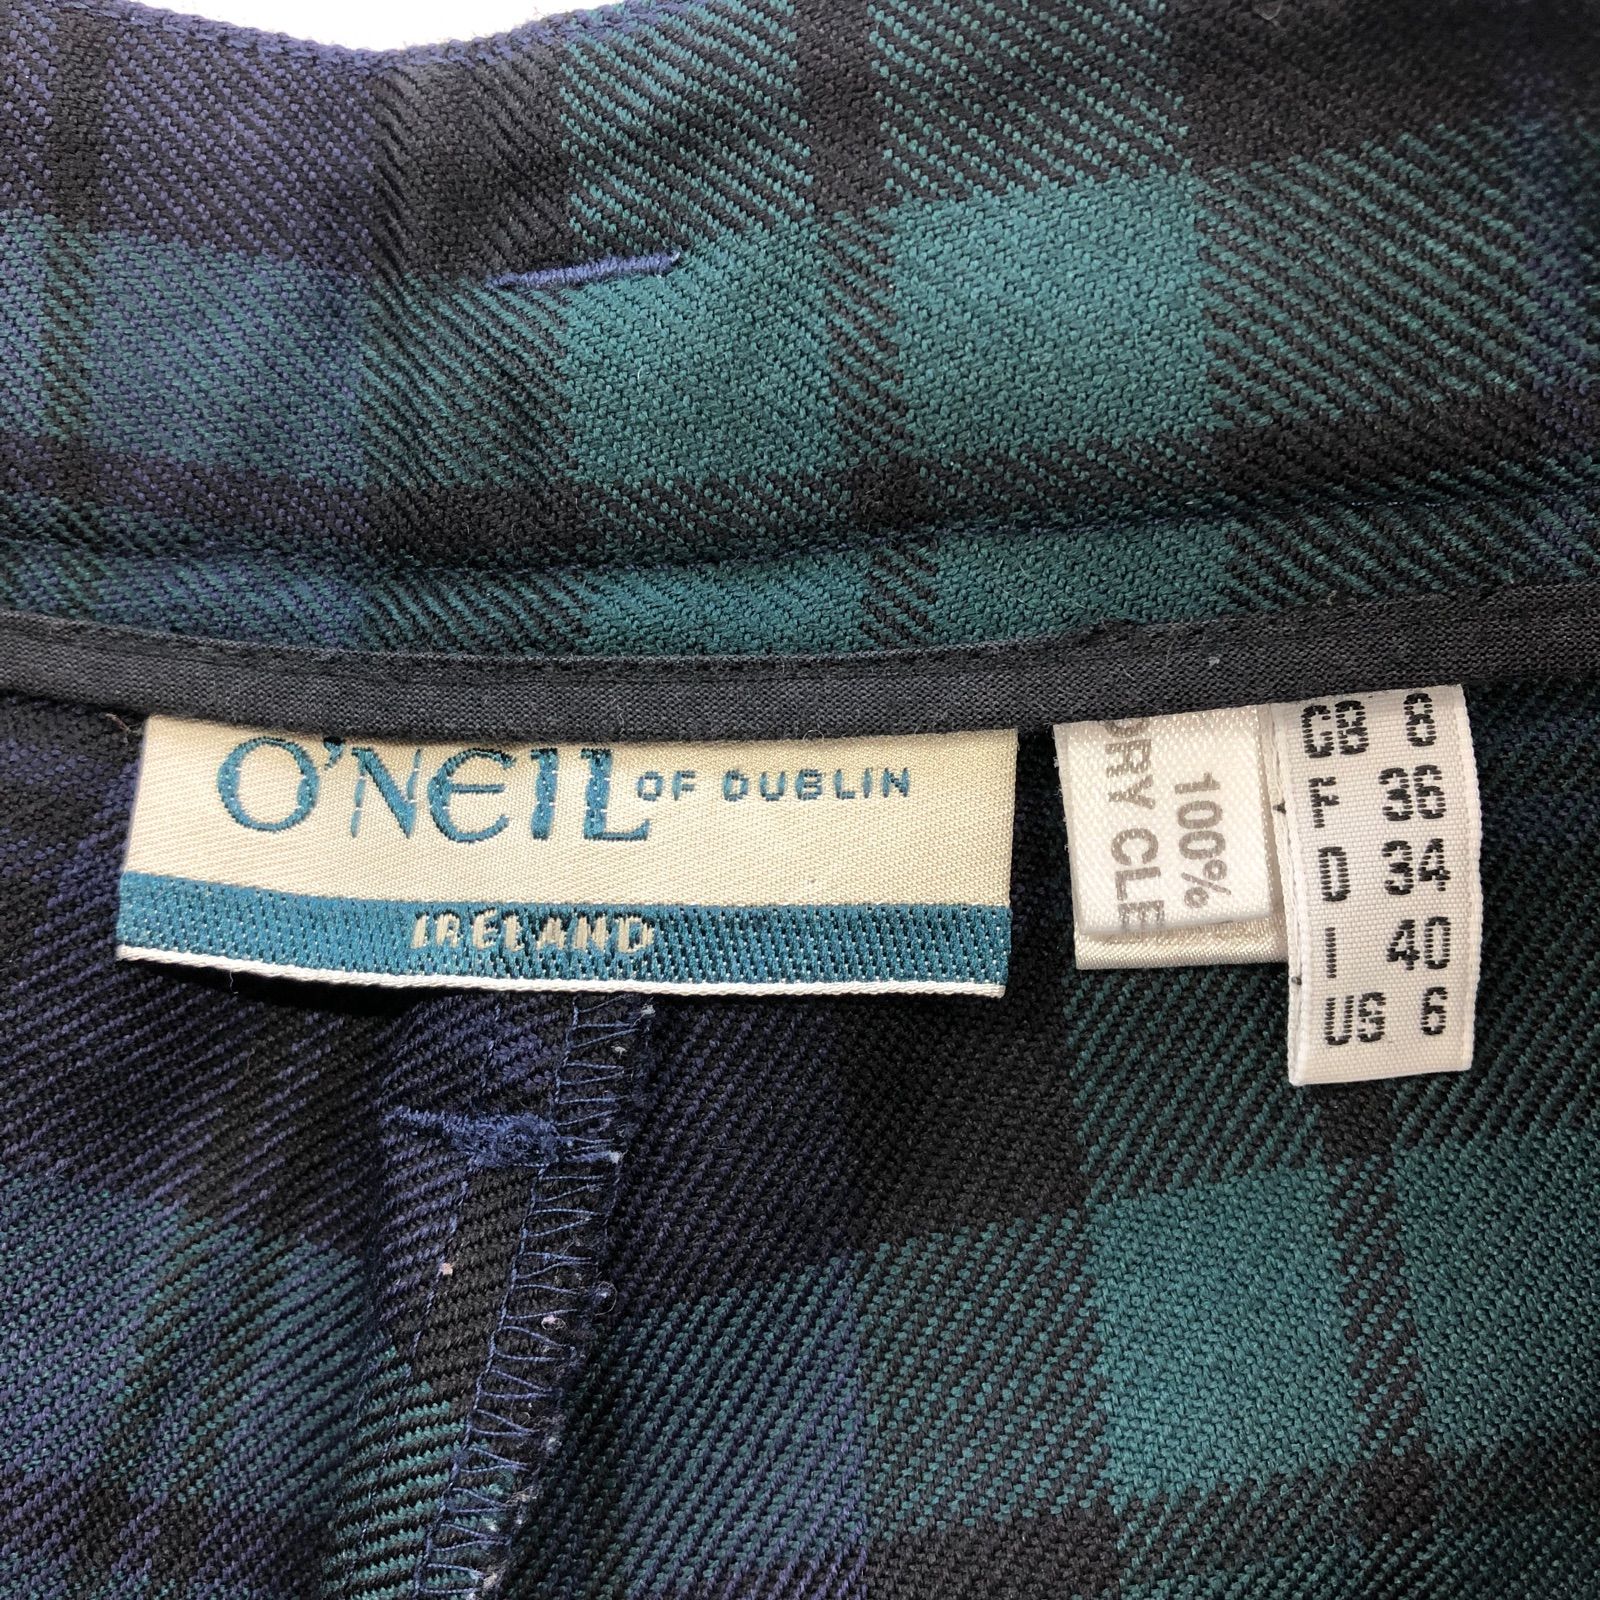 O'NEIL OF DUBLIN
IRELAND
100%
DRY CLE
GB 8
F 36
D 34
I 40
US 6